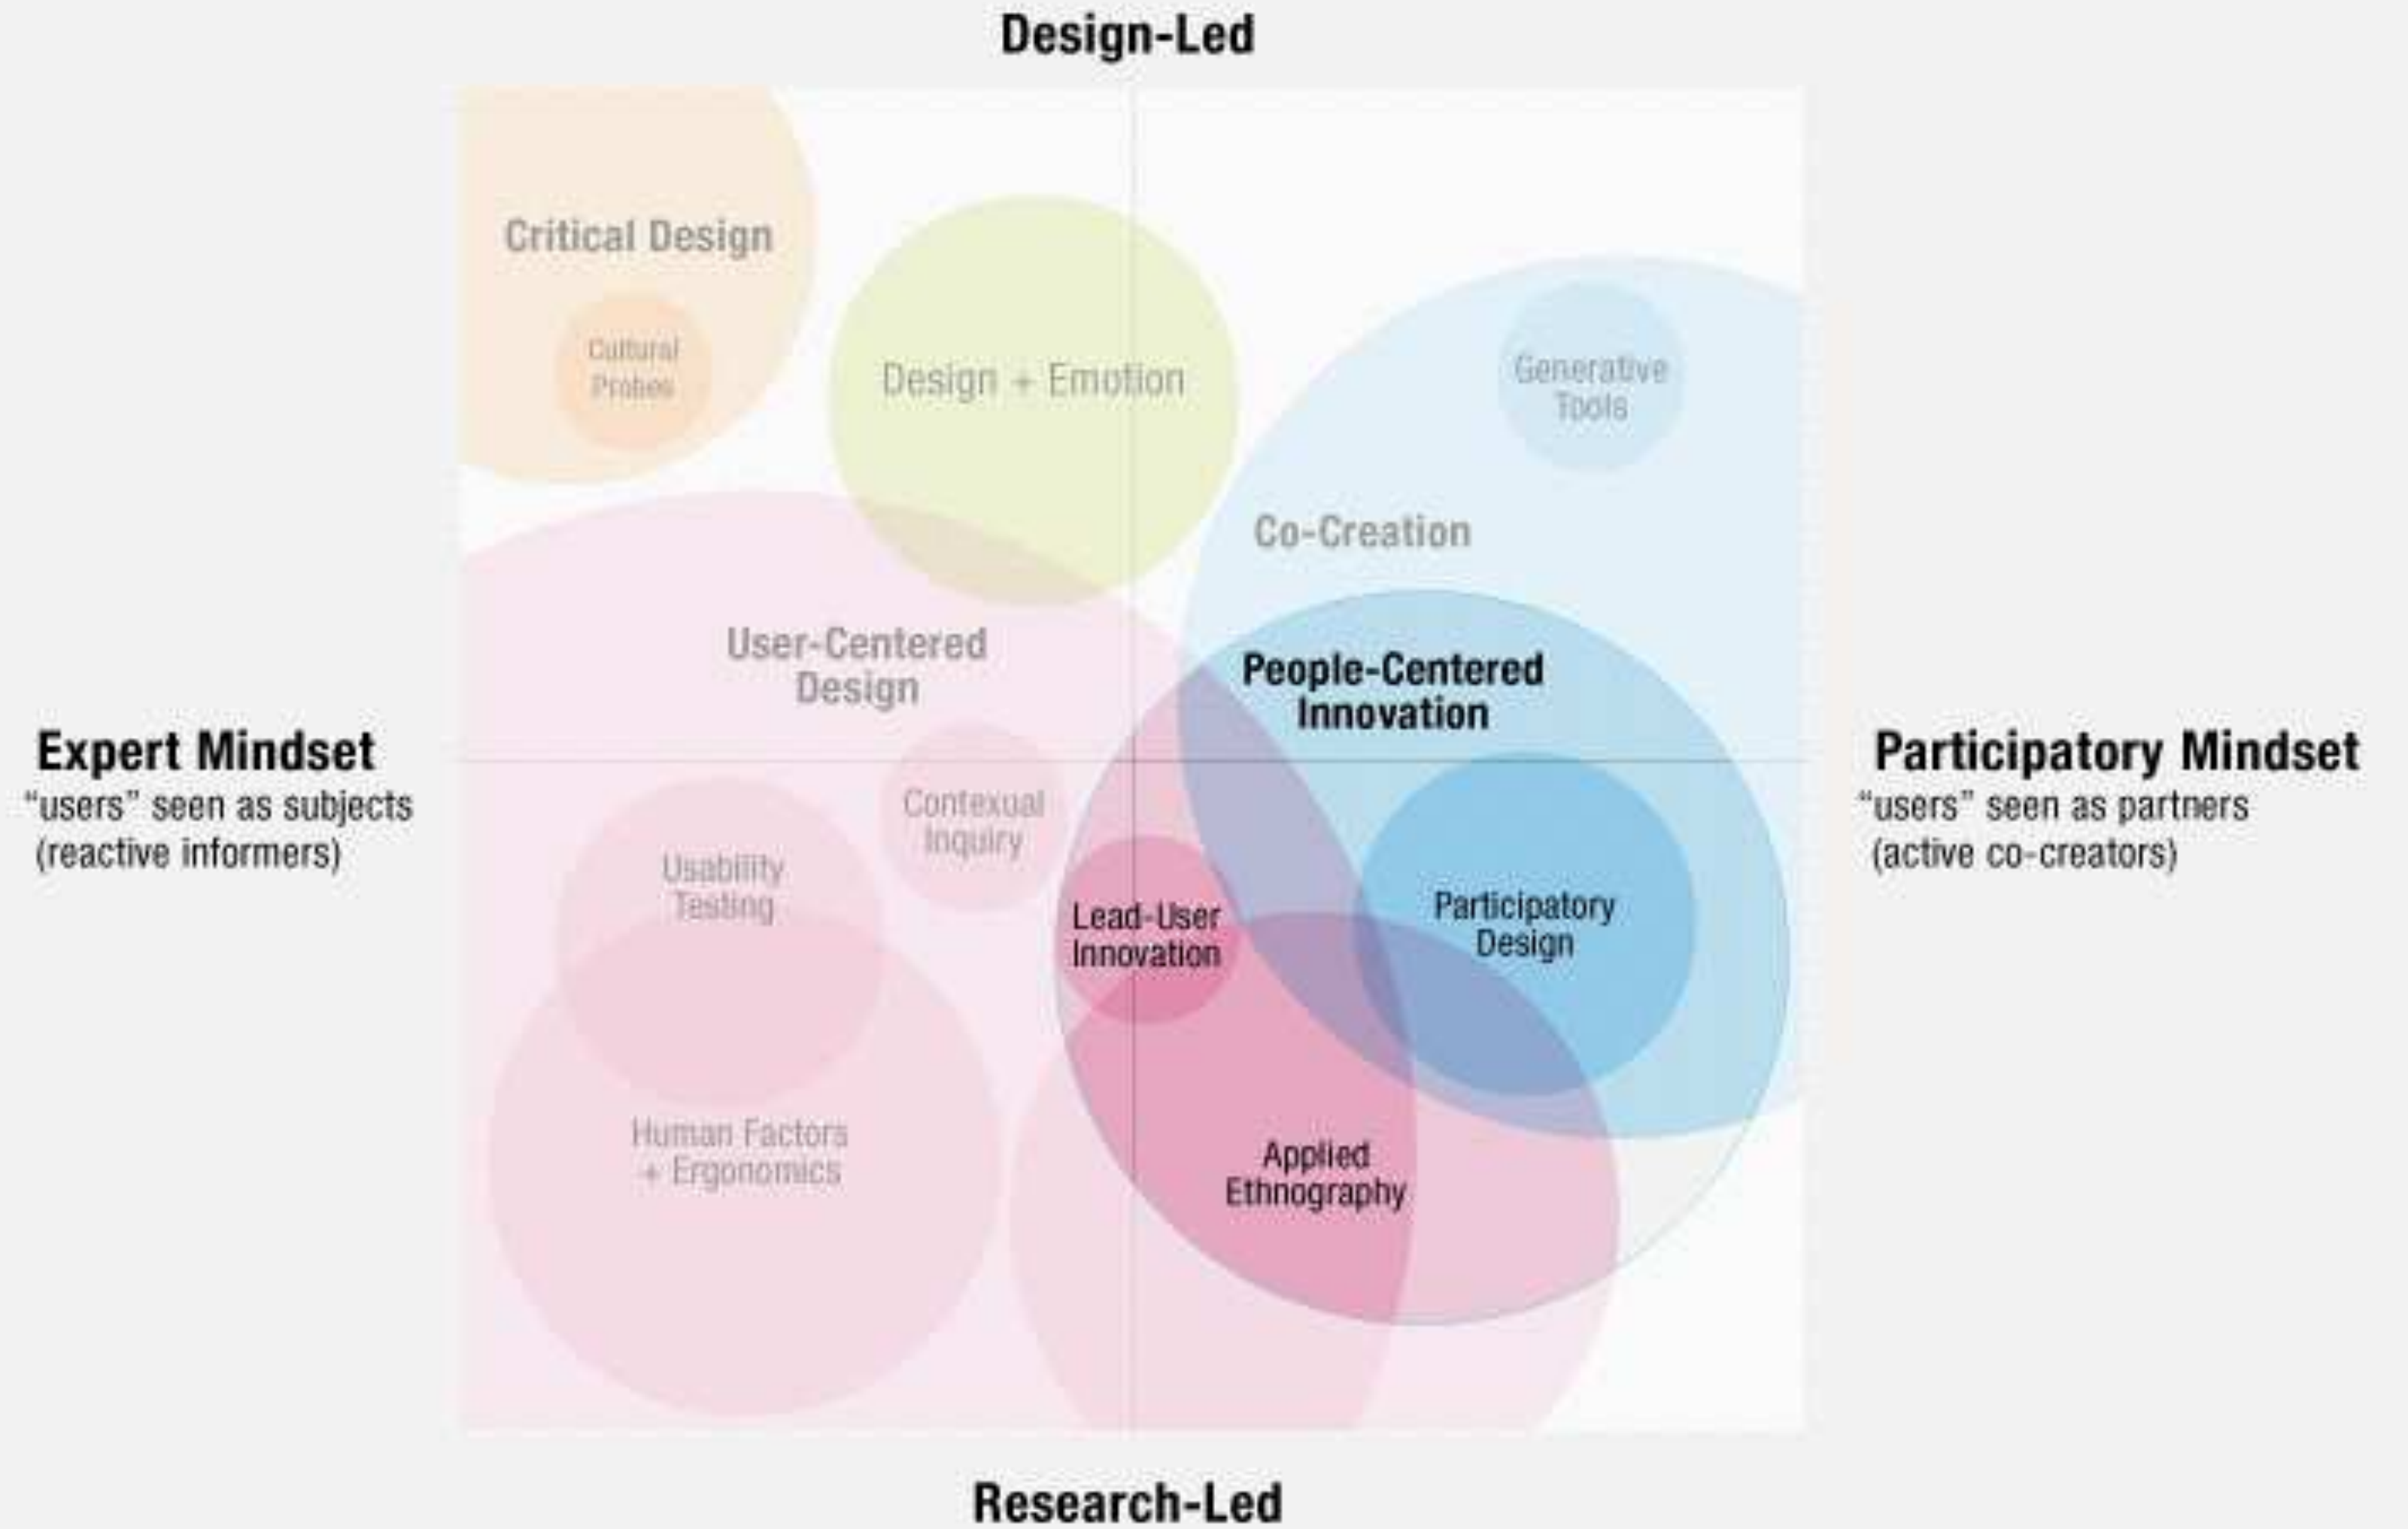 Design-Led
Critical Design
Cultural
Probes
Design + Emotion
Generative
Tools
Co-Creation
User-Centered
Design
People-Centered
Innovation
Expert Mindset
“users” seen as subjects
(reactive informers)
Participatory Mindset
“users” seen as partners
(active co-creators)
Contexual
Inquiry
Usability
Testing
Lead-User
Innovation
Participatory
Design
Human Factors
+ Ergonomics
Applied
Ethnography
Research-Led